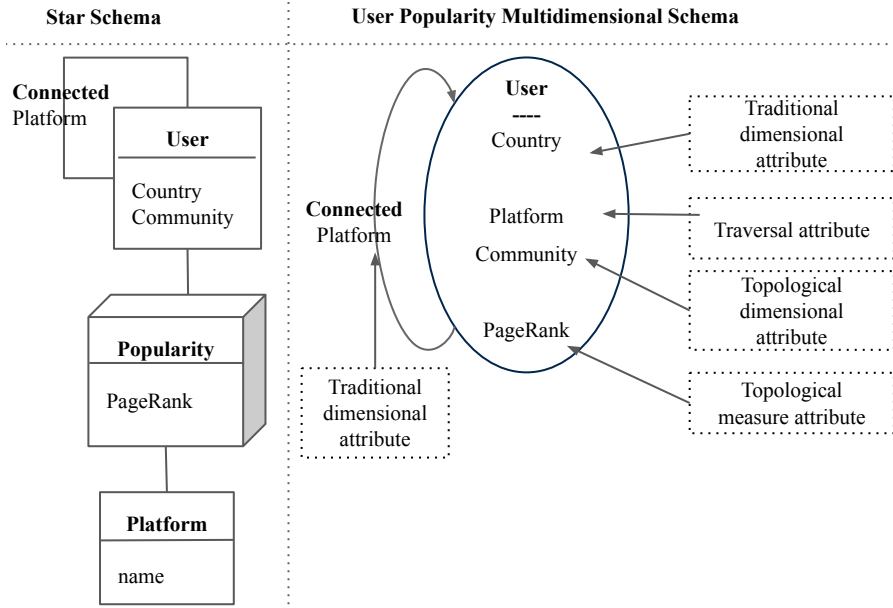 Star Schema
User Popularity Multidimensional Schema
Connected
Platform
User
Country
Community
Popularity
PageRank
Platform
name
User
----
Country
Platform
Community
PageRank
Connected
Platform
Traditional
dimensional
attribute
Traditional
dimensional
attribute
Traversal attribute
Topological
dimensional
attribute
Topological
measure attribute